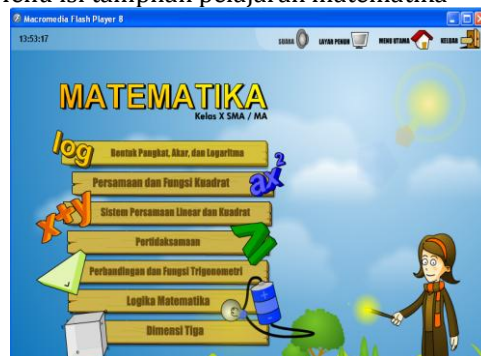 isi tampilan pelajaran matematika
Macromedia Flash Player 8
13:53:17
SUARA
LAYAR PENUH
MENU UTAMA
KELUAR
MATEMATIKA
Kelas X SMA / MA
log
Bentuk Pangkat, Akar, dan Logaritma
ax²
Persamaan dan Fungsi Kuadrat
x+y
Sistem Persamaan Linear dan Kuadrat
Pertidaksamaan
Perbandingan dan Fungsi Trigonometri
Logika Matematika
Dimensi Tiga